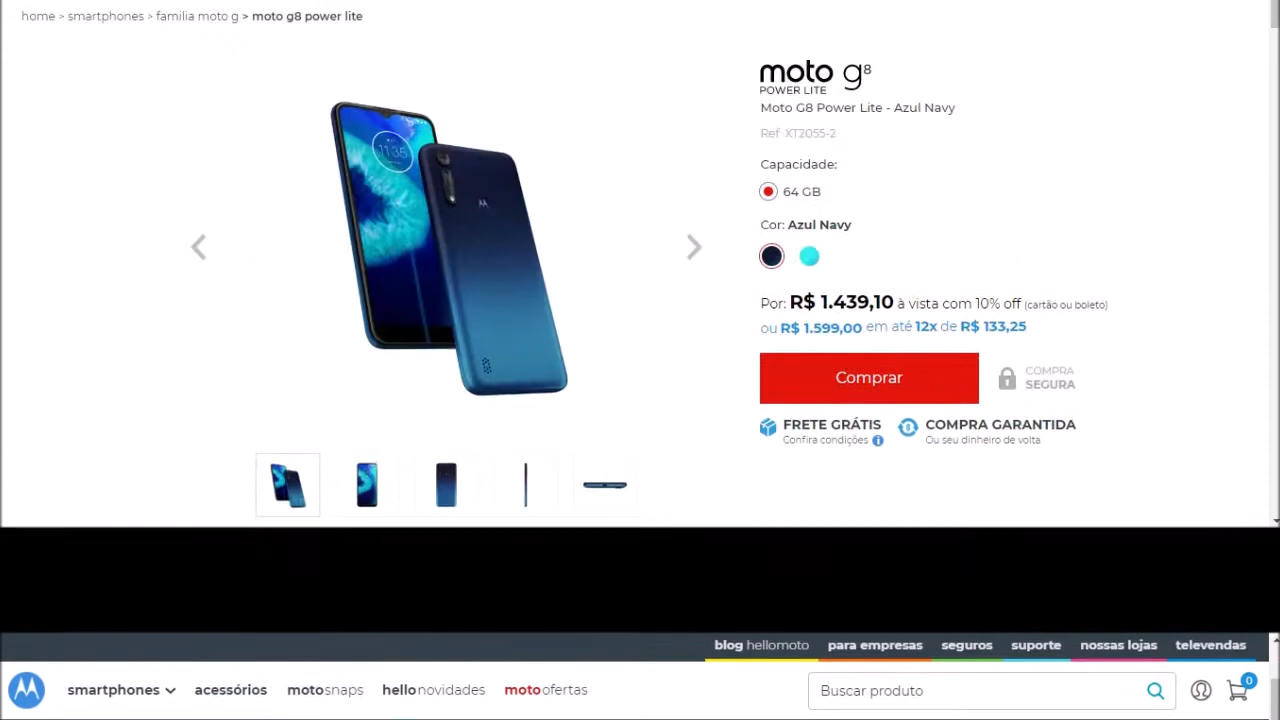 home > smartphones > familia moto g > moto g8 power lite
moto g8
POWER LITE
Moto G8 Power Lite - Azul Navy
Ref XT2055-2
Capacidade:
64 GB
Cor: Azul Navy
Por: R$ 1.439,10 à vista com 10% off (cartão ou boleto)
ou R$ 1.599,00 em até 12x de R$ 133,25
Comprar
COMPRA
SEGURA
FRETE GRÁTIS
Confira condições i
COMPRA GARANTIDA
Ou seu dinheiro de volta
11:35
blog hellomoto para empresas seguros suporte nossas lojas televendas
smartphones acessórios motosnaps hellonovidades motoofertas Buscar produto 0